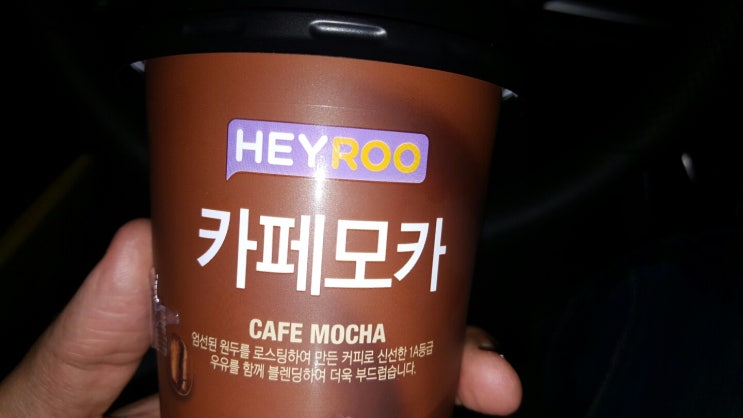 HEYROO
카페모카
CAFE MOCHA
엄선된 원두를 로스팅하여 만든 커피로 신선한 1A등급
우유를 함께 블렌딩하여 더욱 부드럽습니다.